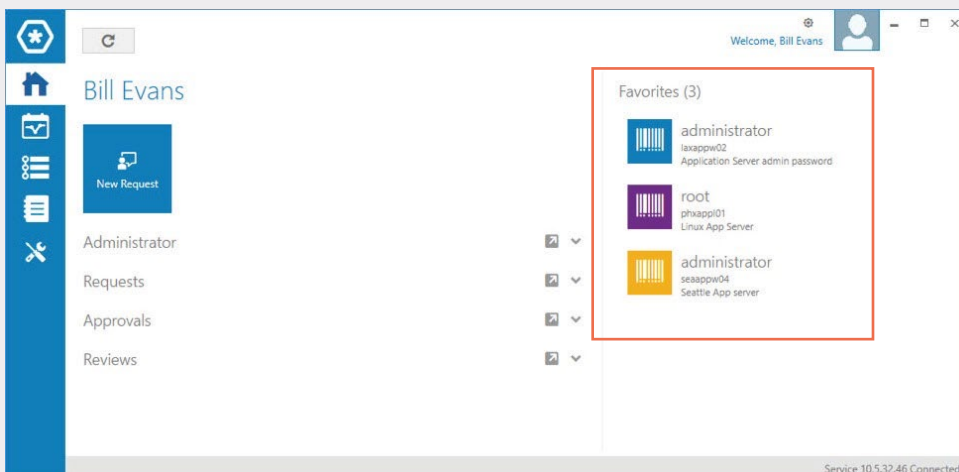 Welcome, Bill Evans
Bill Evans
New Request
Administrator
Requests
Approvals
Reviews
Favorites (3)
administrator
laxappw02
Application Server admin password
root
phxappl01
Linux App Server
administrator
seaappw04
Seattle App server
Service 10.5.32.46 Connected